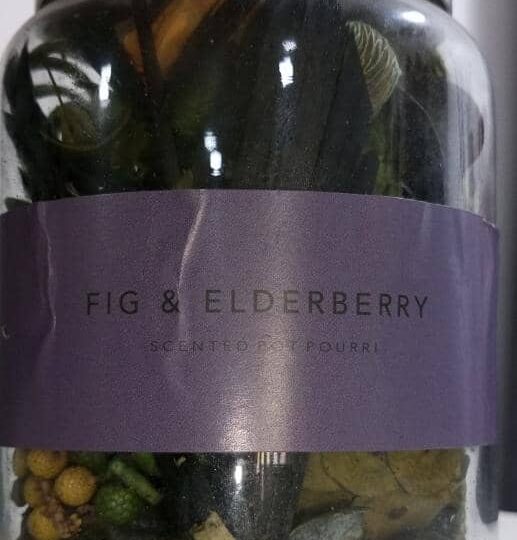 FIG & ELDERBERRY
SCENTED POT POURRI